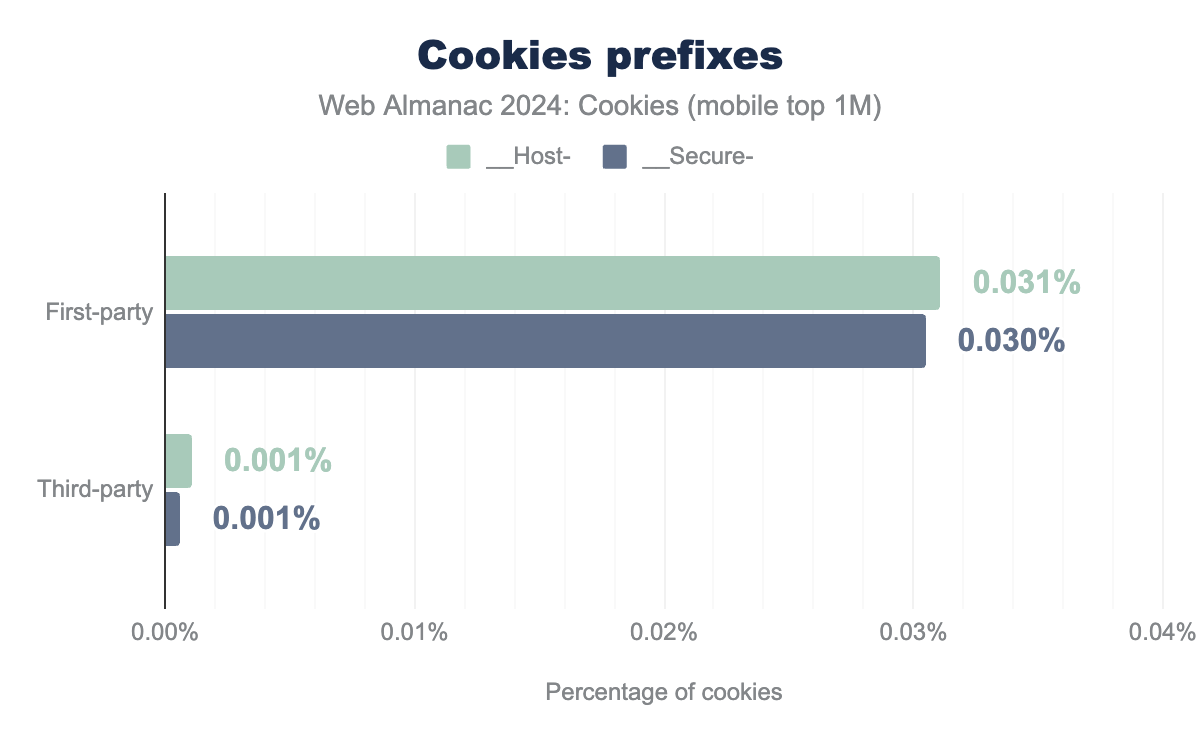 Cookies prefixes
Web Almanac 2024: Cookies (mobile top 1M)
__Host- __Secure-
First-party
0.031%
0.030%
Third-party
0.001%
0.001%
0.00% 0.01% 0.02% 0.03% 0.04%
Percentage of cookies